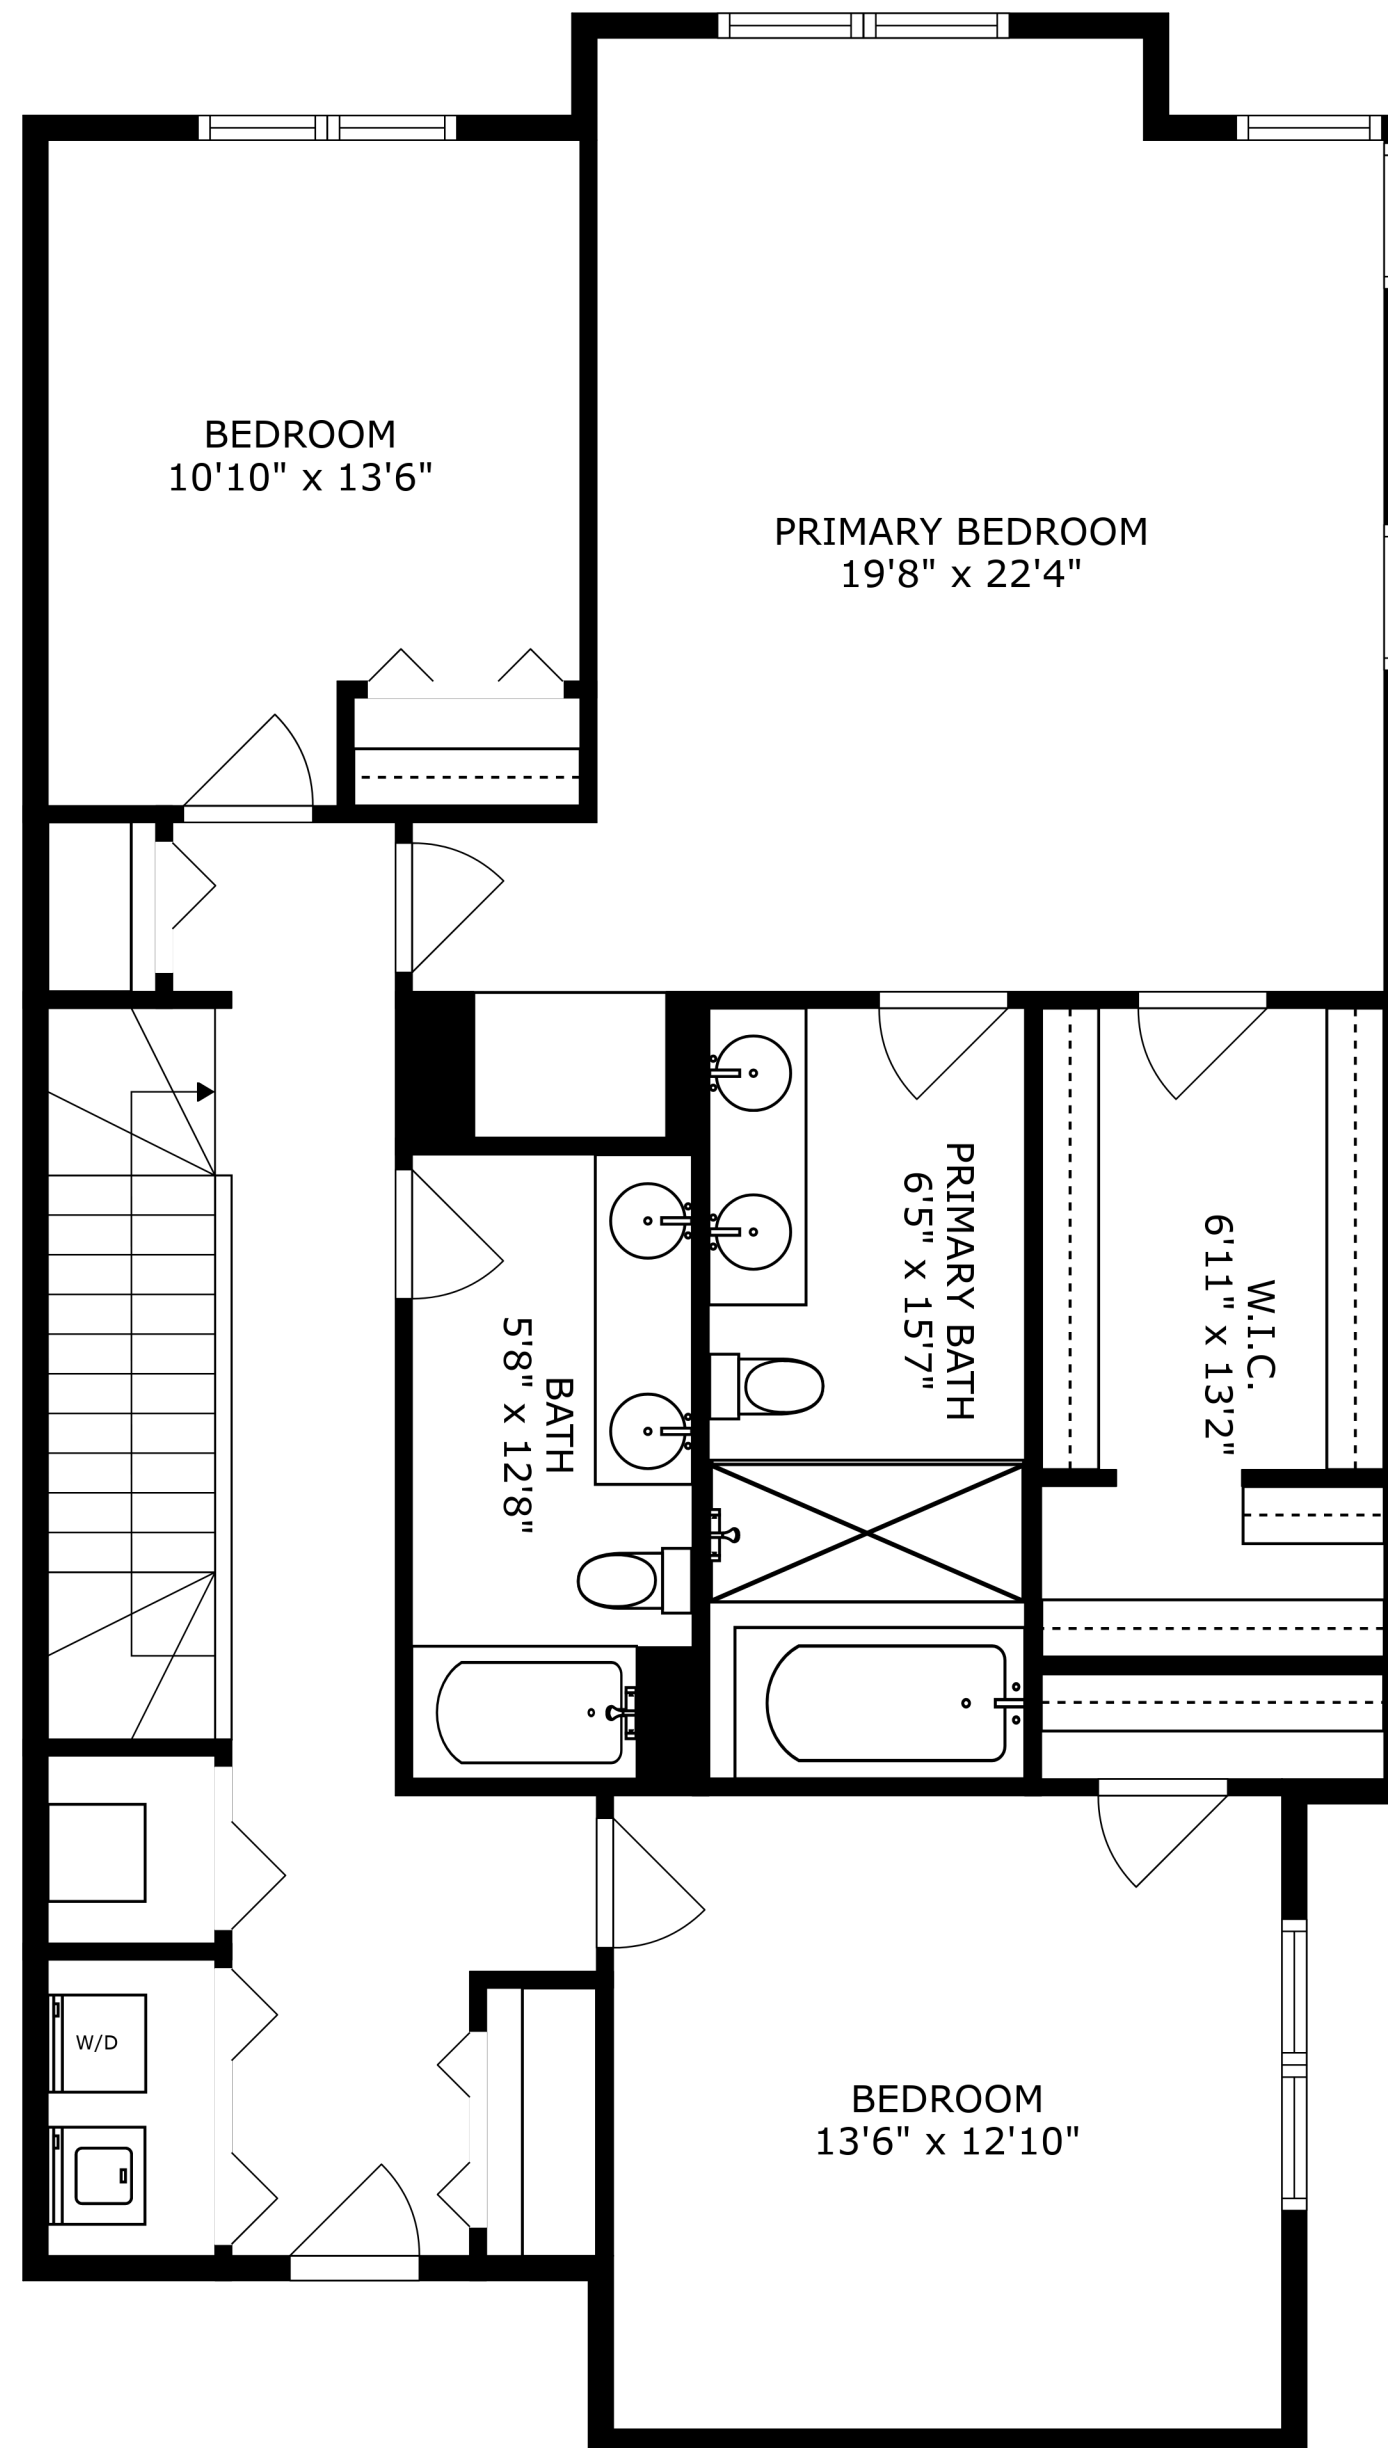 BEDROOM
10'10" x 13'6"
PRIMARY BEDROOM
19'8" x 22'4"
PRIMARY BATH
6'5" x 15'7"
W.I.C.
6'11" x 13'2"
BATH
5'8" x 12'8"
W/D
BEDROOM
13'6" x 12'10"